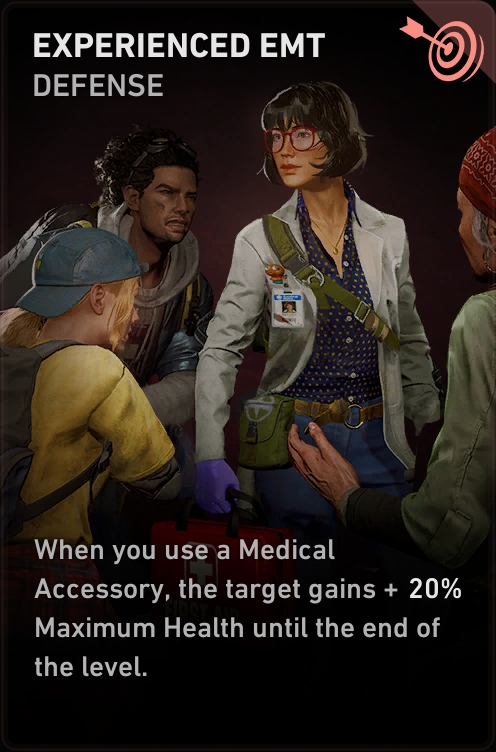 EXPERIENCED EMT
DEFENSE
When you use a Medical
Accessory, the target gains + 20%
Maximum Health until the end of
the level.